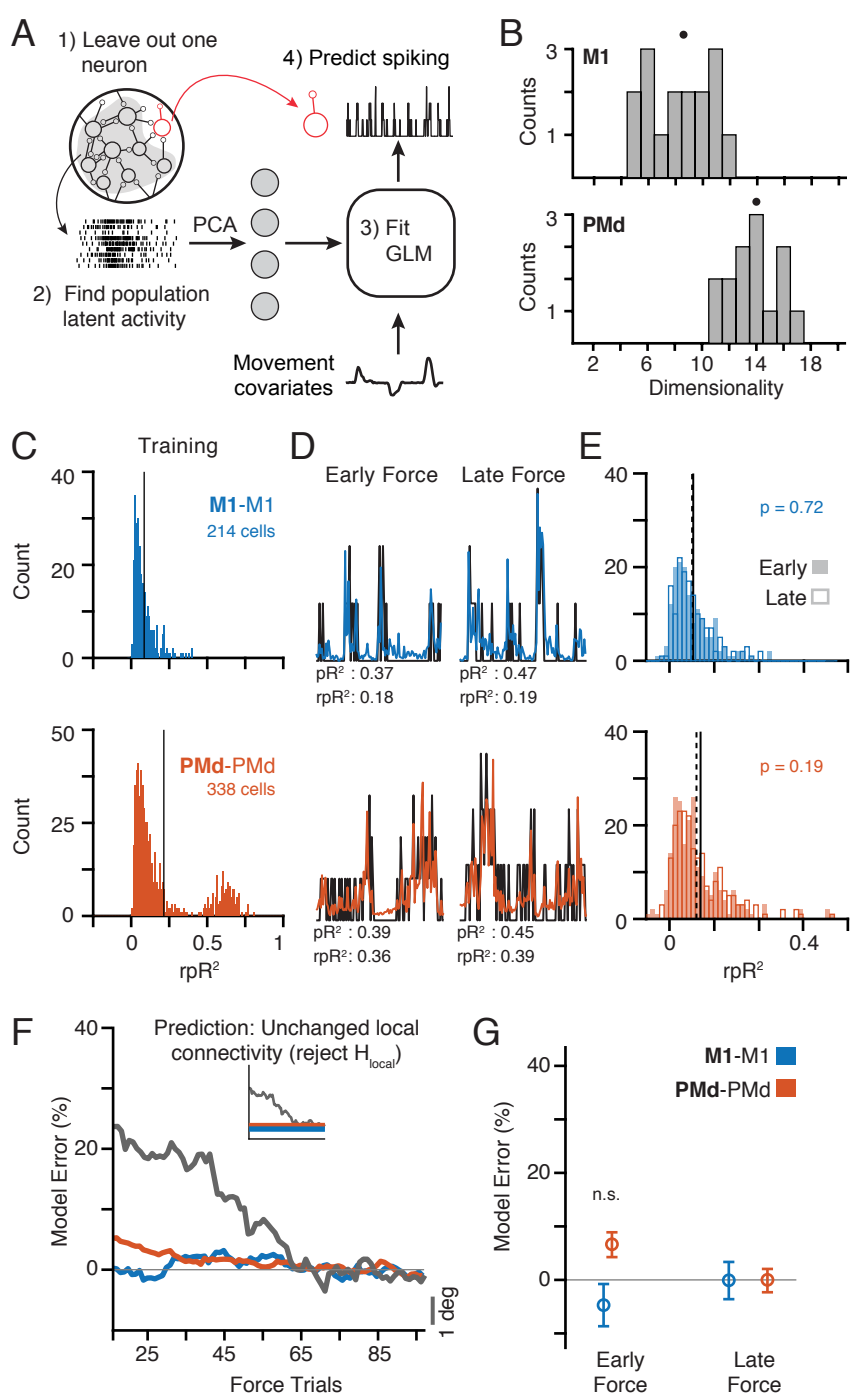 A
1) Leave out one
neuron
4) Predict spiking
PCA
3) Fit
GLM
2) Find population
latent activity
Movement
covariates
B
M1
Counts
3
1
PMd
Counts
3
1
2 6 10 14 18
Dimensionality
C
Training
40
20
0
Count
M1-M1
214 cells
50
25
0
Count
PMd-PMd
338 cells
0 0.5 1
rpR²
D
Early Force Late Force
pR² : 0.37
rpR²: 0.18
pR² : 0.47
rpR²: 0.19
pR² : 0.39
rpR²: 0.36
pR² : 0.45
rpR²: 0.39
E
40
20
0
p = 0.72
Early
Late
40
20
0
p = 0.19
0 0.4
rpR²
F
Prediction: Unchanged local
connectivity (reject Hlocal)
40
20
0
Model Error (%)
1 deg
25 45 65 85
Force Trials
G
M1-M1
PMd-PMd
40
20
0
Model Error (%)
n.s.
Early
Force
Late
Force